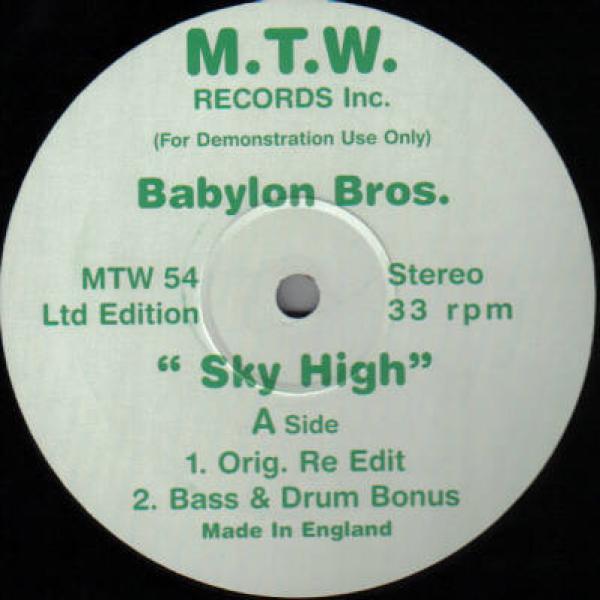 M.T.W.
RECORDS Inc.
(For Demonstration Use Only)
Babylon Bros.
MTW 54
Ltd Edition
Stereo
33 rpm
“ Sky High”
A Side
1. Orig. Re Edit
2. Bass & Drum Bonus
Made In England